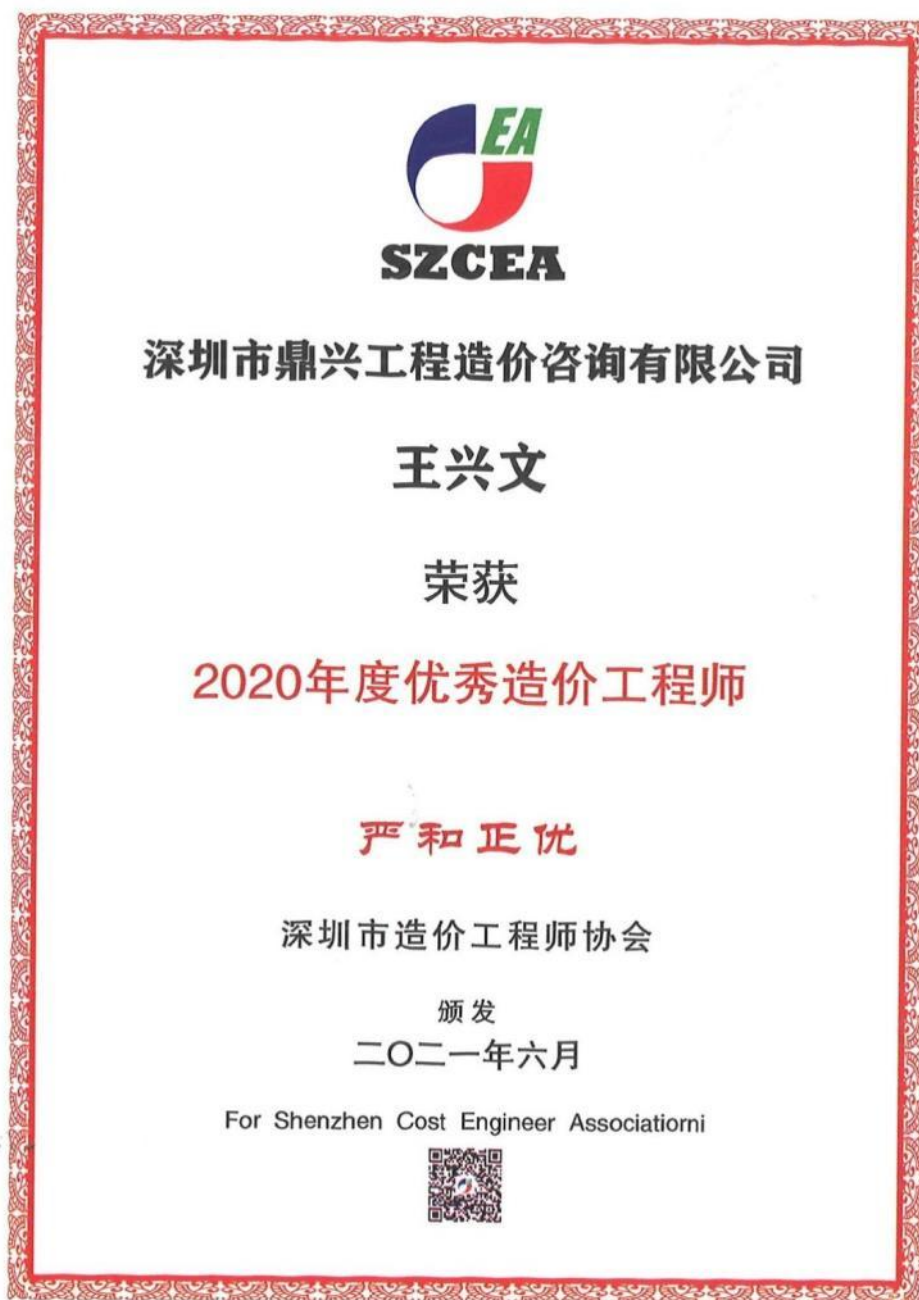 EA
SZCEA
深圳市鼎兴工程造价咨询有限公司
王兴文
荣获
2020年度优秀造价工程师
严和正优
深圳市造价工程师协会
颁发
二〇二一年六月
For Shenzhen Cost Engineer Associatiorni